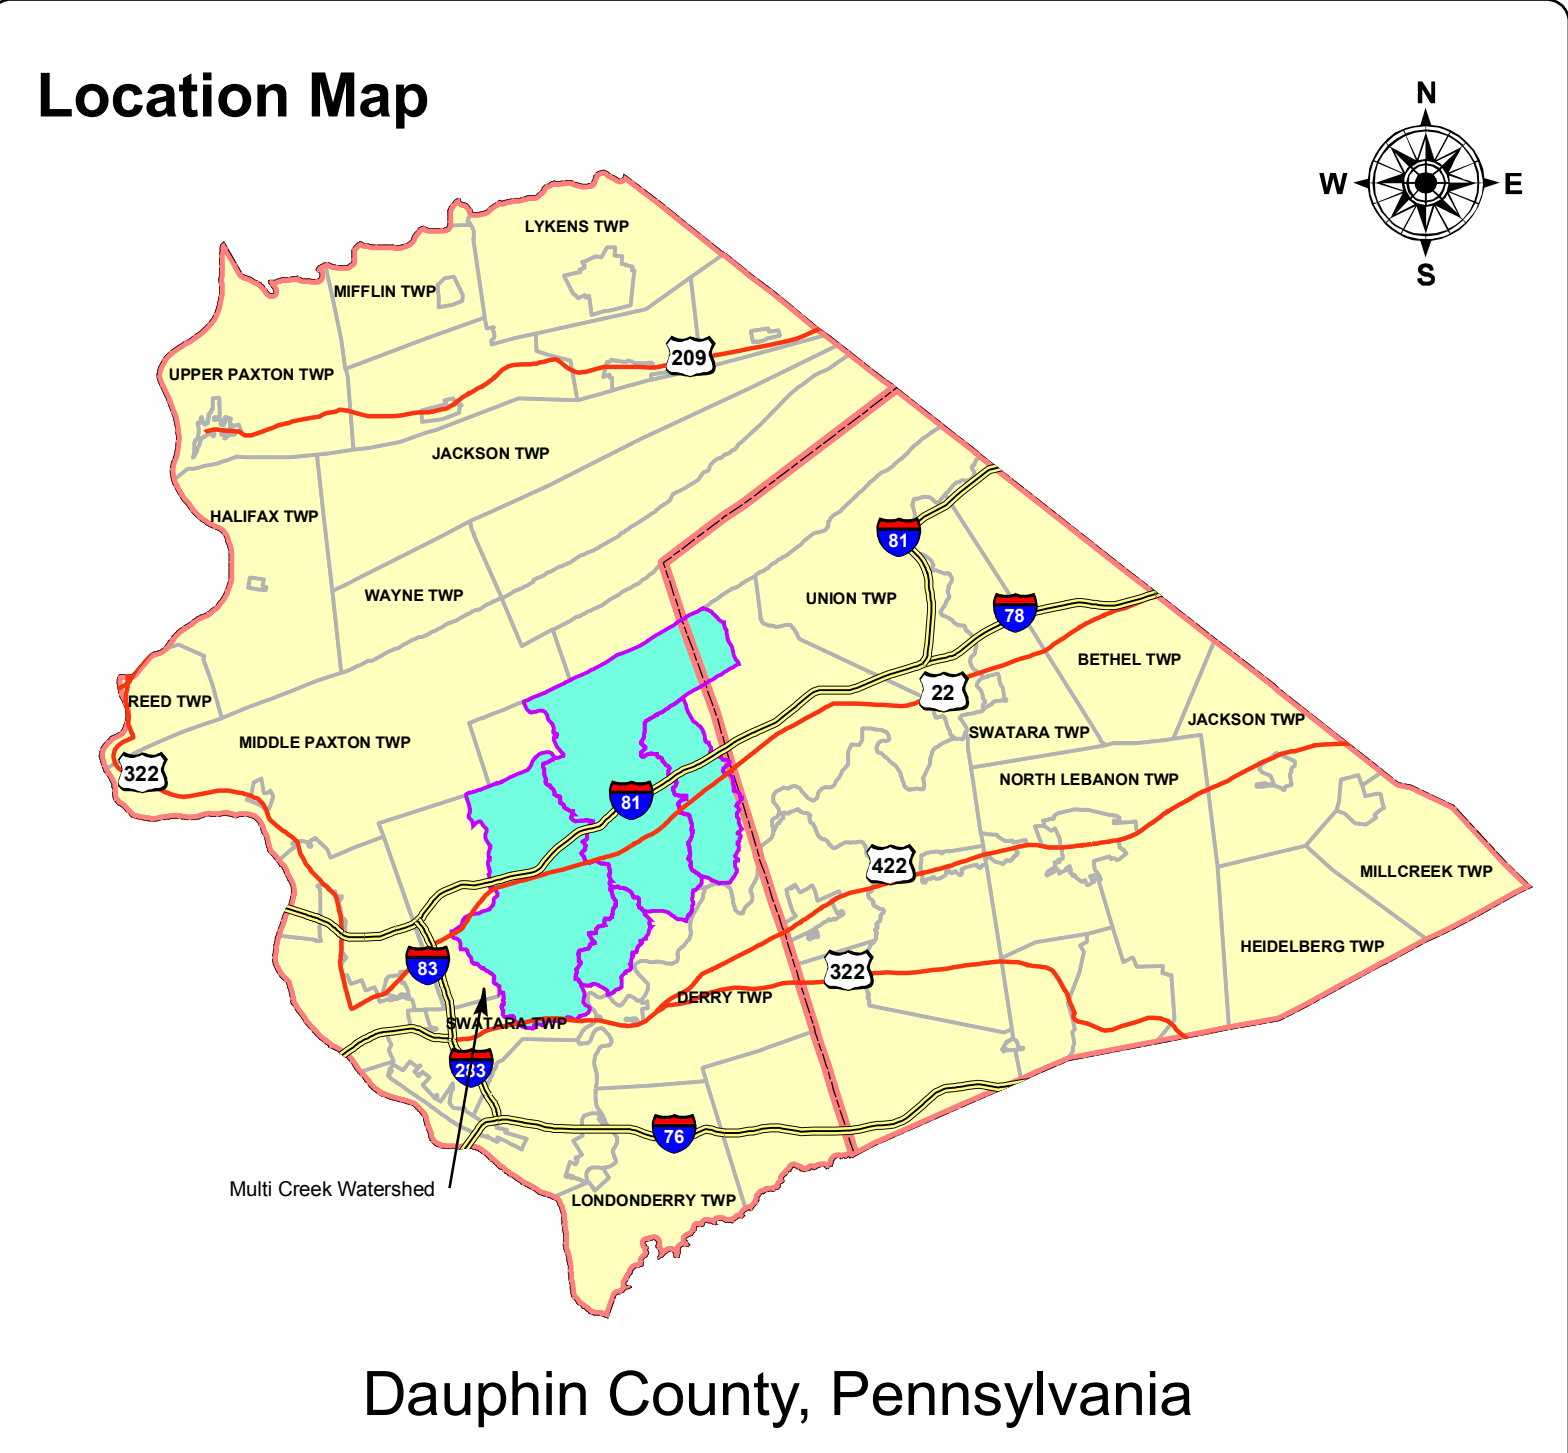 Location Map
N
W E
S
LYKENS TWP
MIFFLIN TWP
209
UPPER PAXTON TWP
JACKSON TWP
HALIFAX TWP
81
WAYNE TWP
UNION TWP
78
BETHEL TWP
REED TWP
22
JACKSON TWP
SWATARA TWP
MIDDLE PAXTON TWP
322
NORTH LEBANON TWP
81
422
MILLCREEK TWP
HEIDELBERG TWP
83
322
DERRY TWP
SWATARA TWP
283
76
Multi Creek Watershed
LONDONDERRY TWP
Dauphin County, Pennsylvania